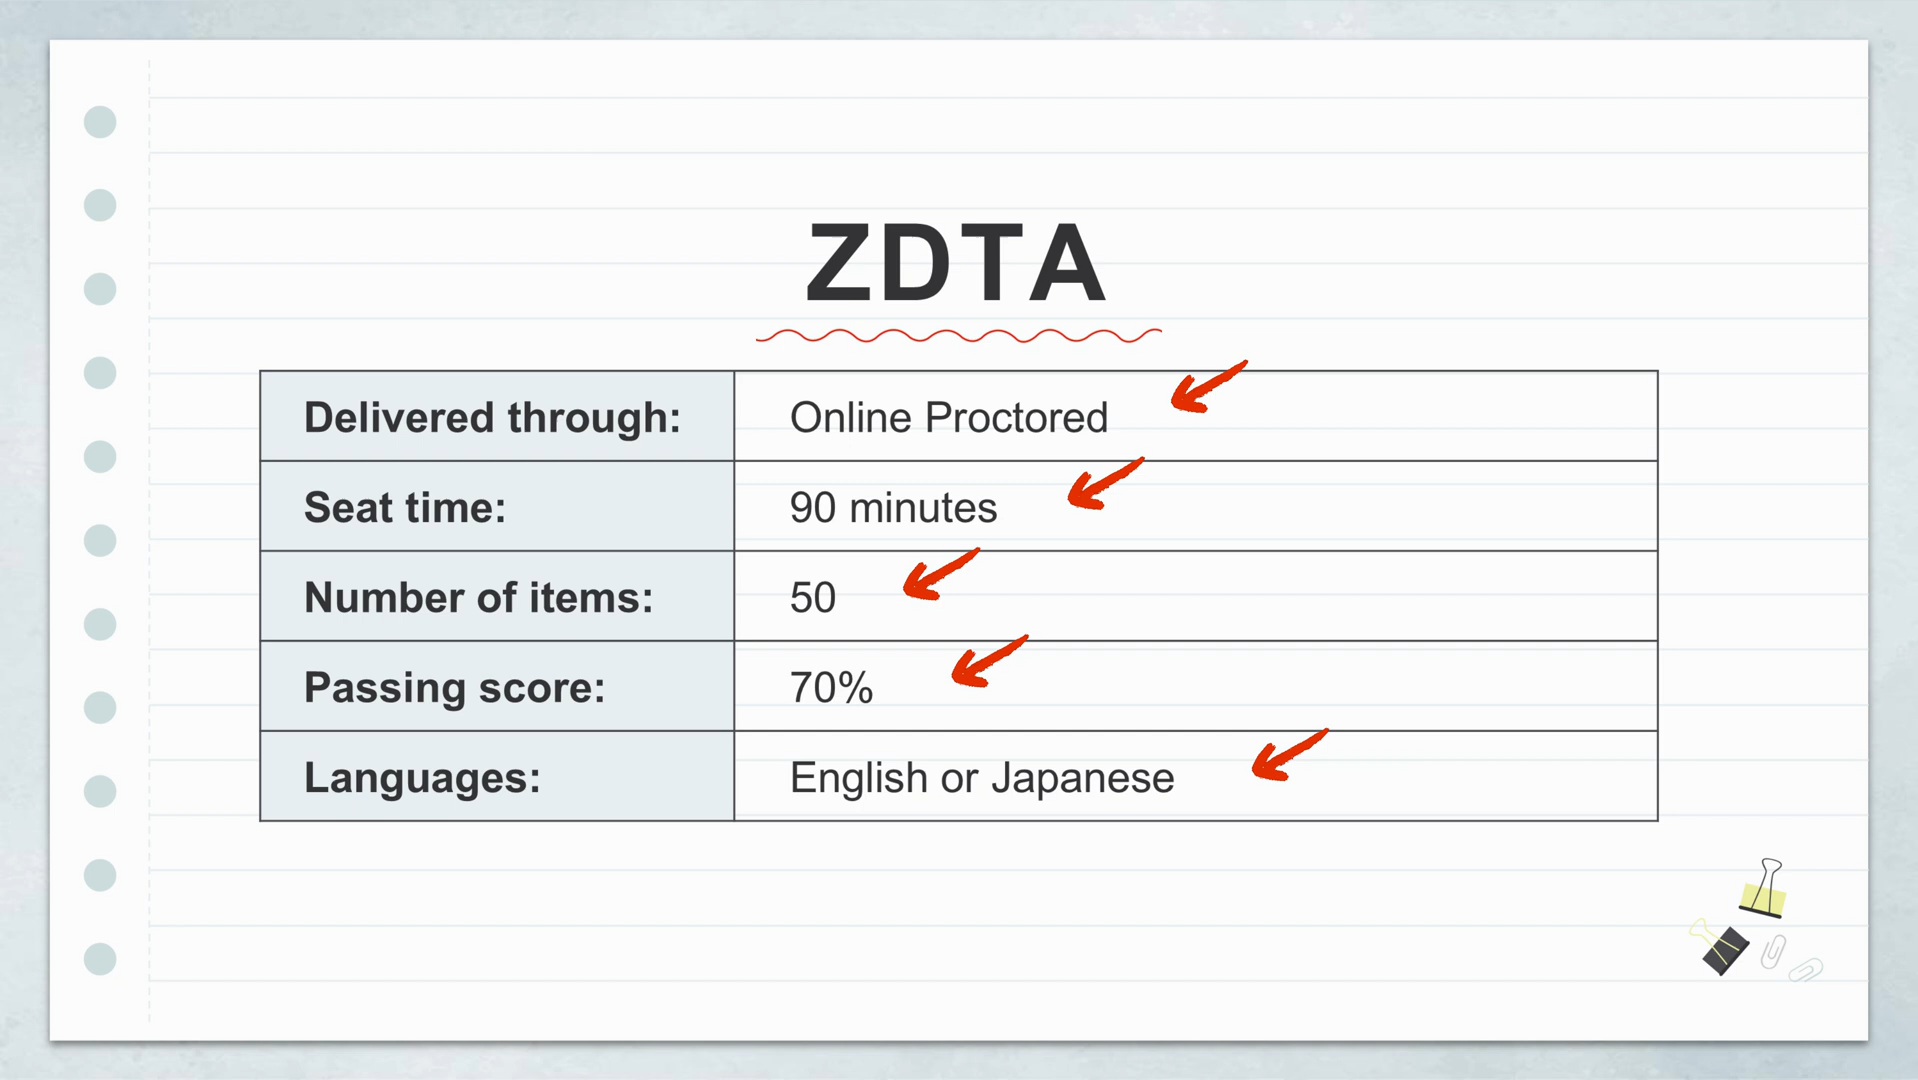 ZDTA
Delivered through: Online Proctored
Seat time: 90 minutes
Number of items: 50
Passing score: 70%
Languages: English or Japanese